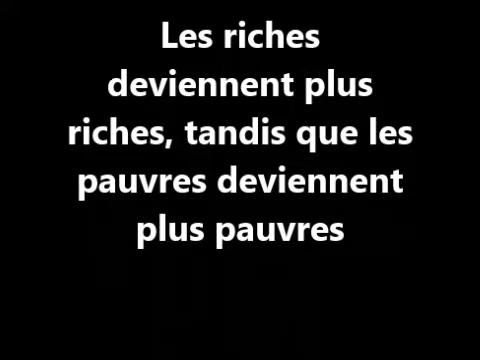 Les riches
deviennent plus
riches, tandis que les
pauvres deviennent
plus pauvres